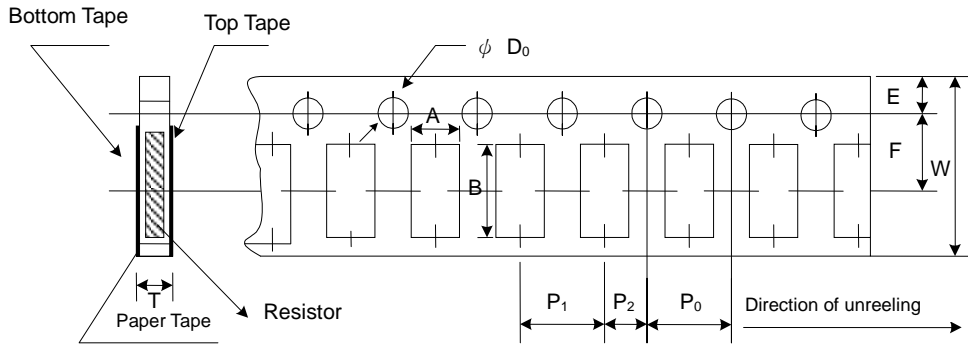 Bottom Tape
Top Tape
ϕ D₀
E
A
F
W
B
T
P₁
P₂
P₀
Resistor
Direction of unreeling
Paper Tape